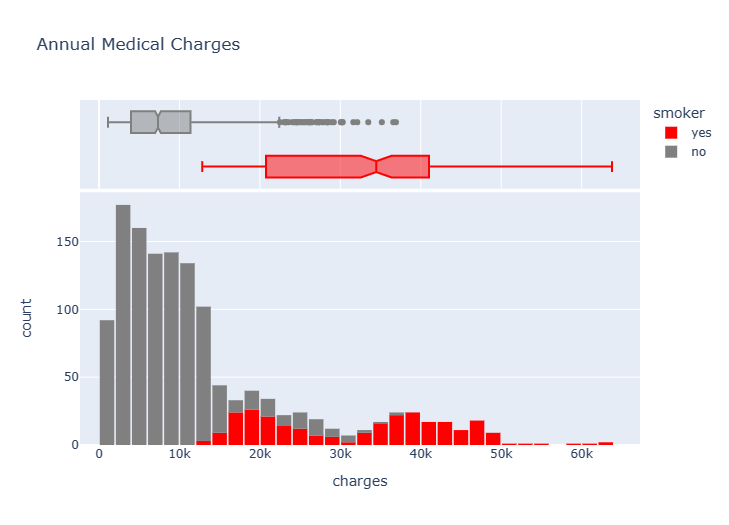 Annual Medical Charges
smoker
yes
no
150
100
50
0
count
0 10k 20k 30k 40k 50k 60k
charges